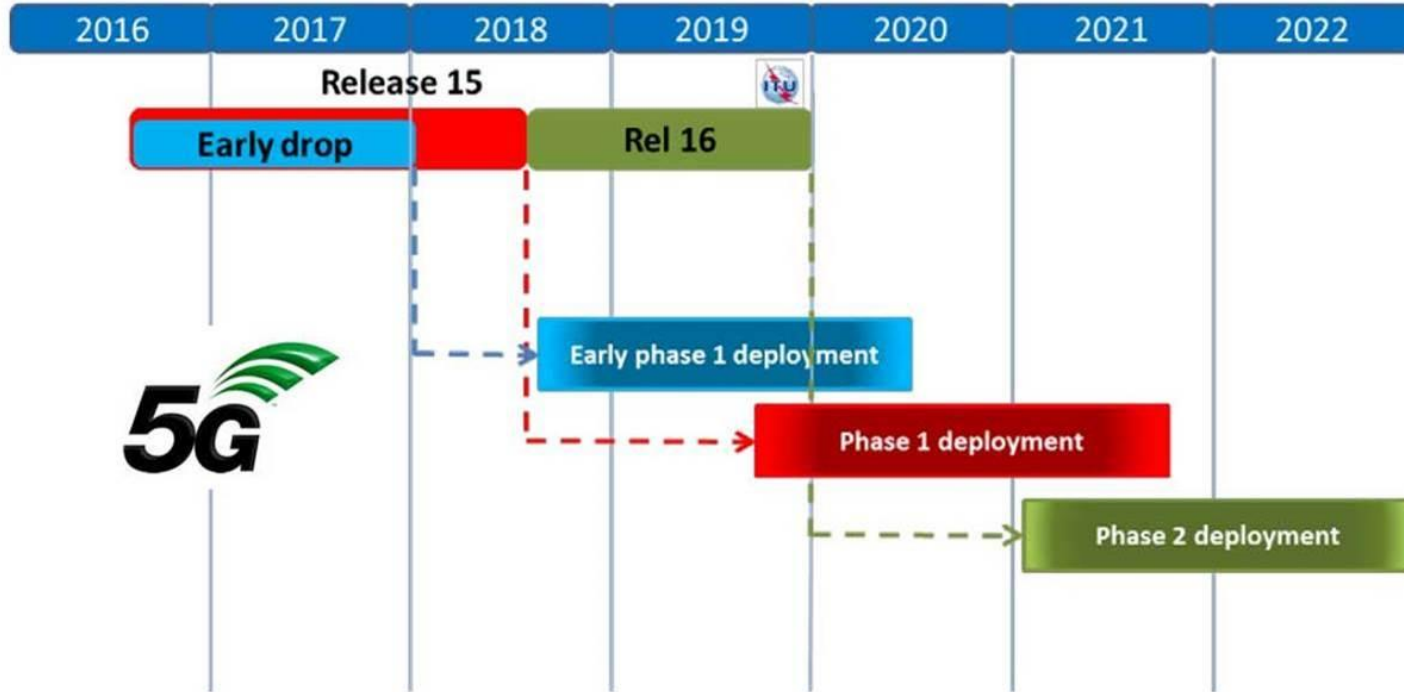 2016 2017 2018 2019 2020 2021 2022
Release 15
ITU
Early drop
Rel 16
Early phase 1 deployment
5G
Phase 1 deployment
Phase 2 deployment